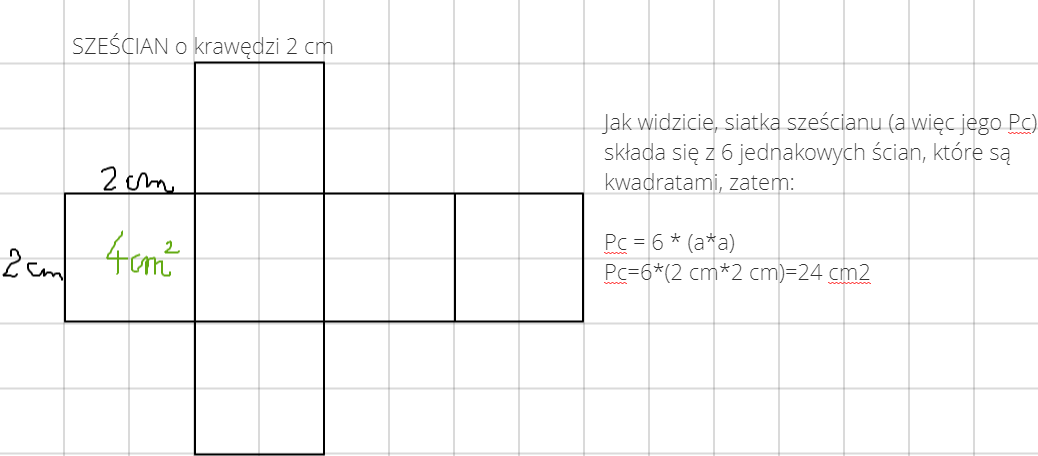 SZEŚCIAN o krawędzi 2 cm
2 cm
2 cm
4 cm²
Jak widzicie, siatka sześcianu (a więc jego Pc)
składa się z 6 jednakowych ścian, które są
kwadratami, zatem:
Pc = 6 * (a*a)
Pc=6*(2 cm*2 cm)=24 cm2